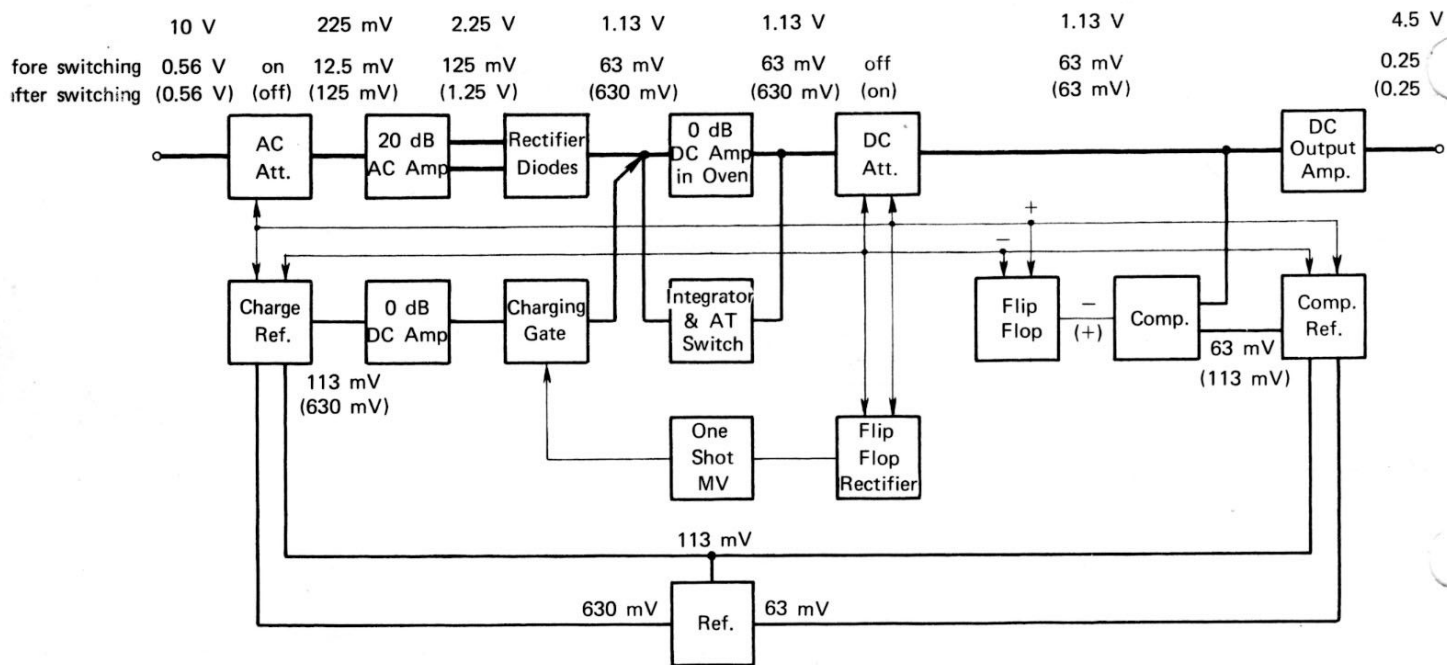 10 V 225 mV 2.25 V 1.13 V 1.13 V 1.13 V 4.5 V
fore switching 0.56 V on 12.5 mV 125 mV 63 mV 63 mV off 63 mV 0.25
fter switching (0.56 V) (off) (125 mV) (1.25 V) (630 mV) (630 mV) (on) (63 mV) (0.25
AC
Att.
20 dB
AC Amp
Rectifier
Diodes
0 dB
DC Amp
in Oven
DC
Att.
DC
Output
Amp.
+
−
Charge
Ref.
0 dB
DC Amp
Charging
Gate
Integrator
& AT
Switch
Flip
Flop
−
(+)
Comp.
Comp.
Ref.
63 mV
(113 mV)
113 mV
(630 mV)
One
Shot
MV
Flip
Flop
Rectifier
113 mV
630 mV
Ref.
63 mV